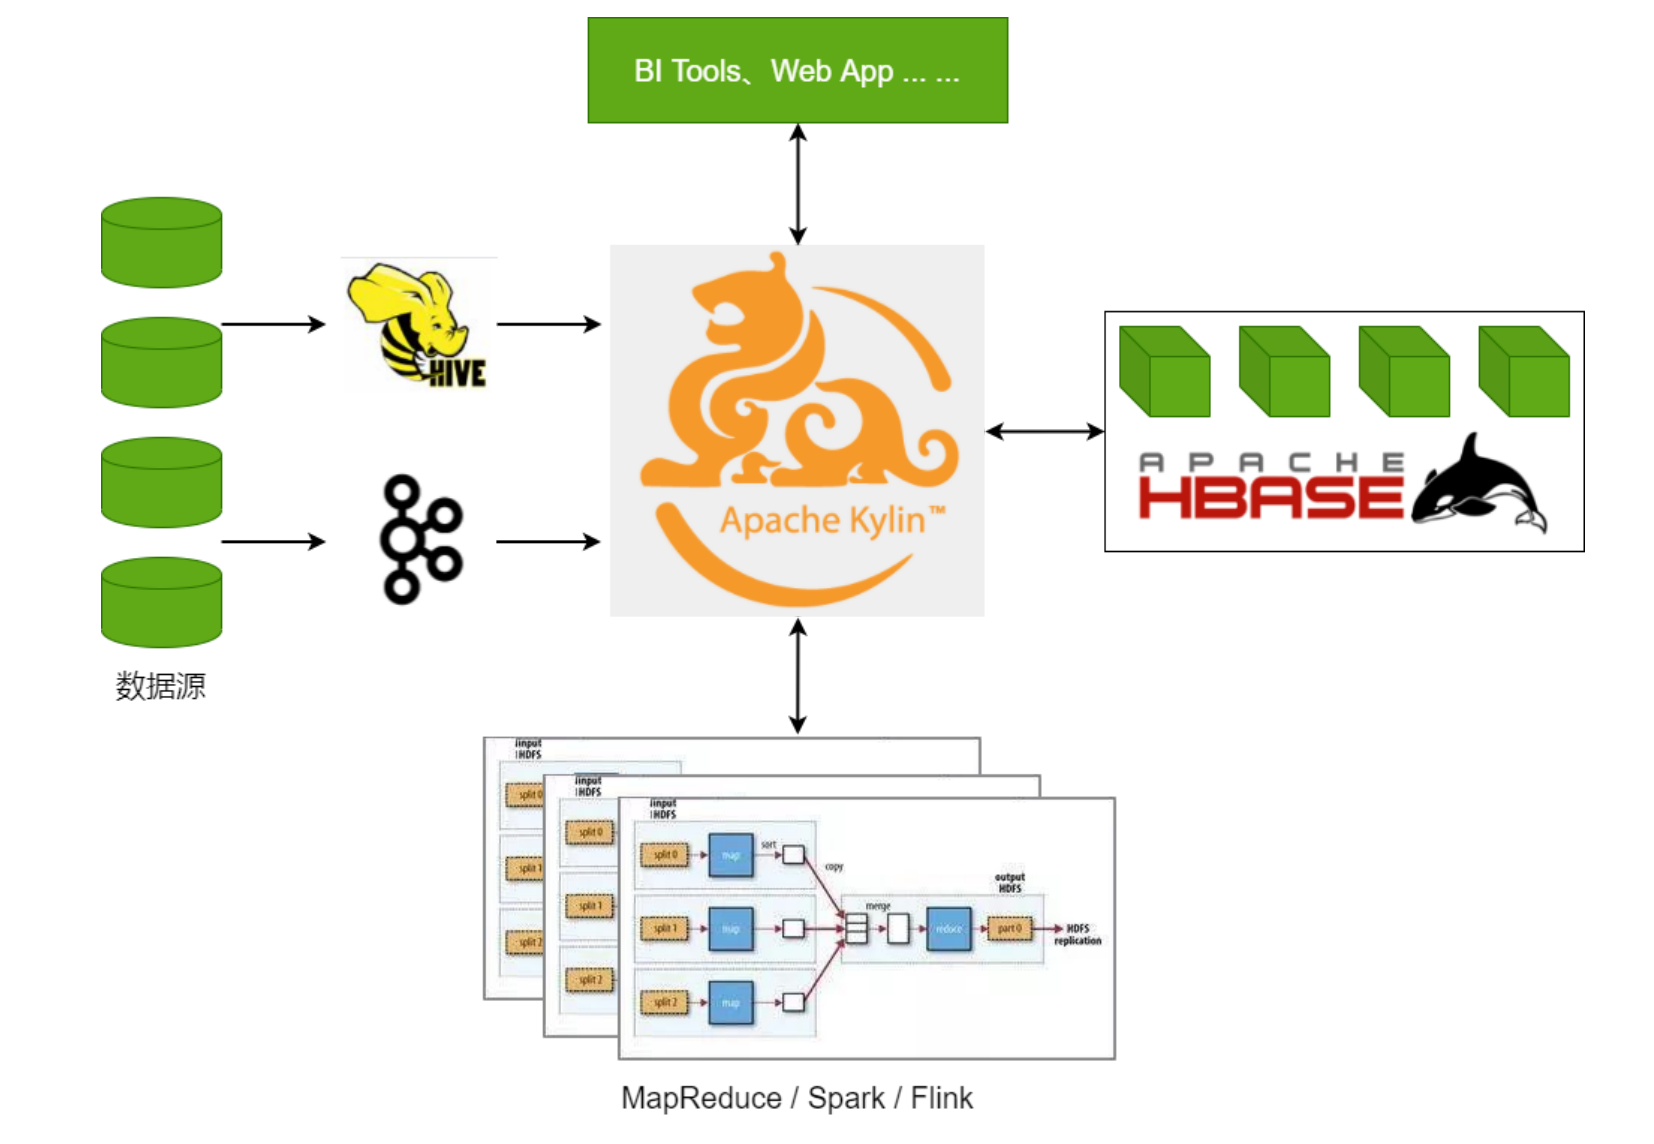 BI Tools、Web App ... ...
HIVE
Apache Kylin™
APACHE
HBASE
数据源
input
HDFS
split 0
split 1
split 2
input
HDFS
split 0
split 1
split 2
input
HDFS
split 0
map
sort
copy
split 1
map
merge
reduce
output
HDFS
part 0
HDFS
replication
split 2
map
MapReduce / Spark / Flink